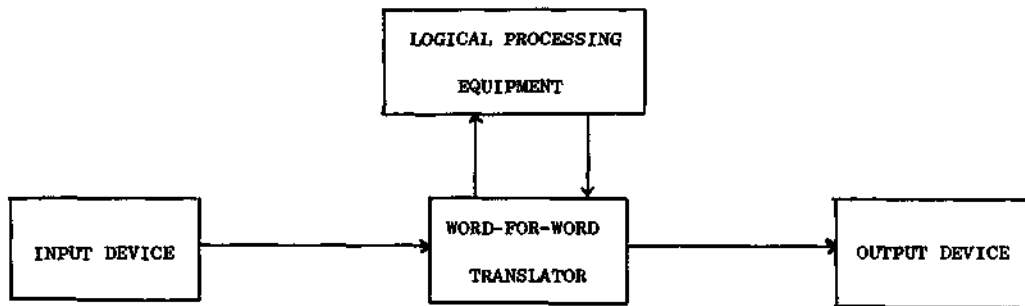 LOGICAL PROCESSING
EQUIPMENT
INPUT DEVICE
WORD-FOR-WORD
TRANSLATOR
OUTPUT DEVICE